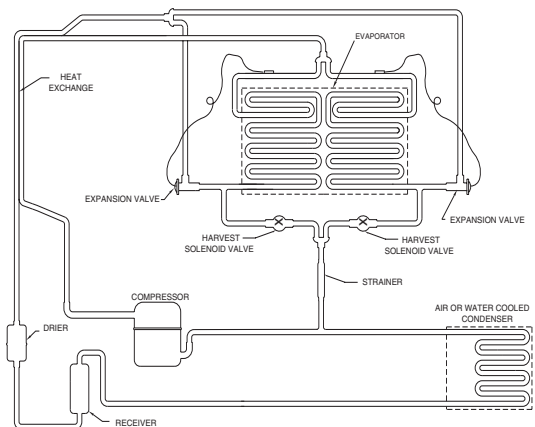 EVAPORATOR
HEAT
EXCHANGE
EXPANSION VALVE
EXPANSION VALVE
HARVEST
SOLENOID VALVE
HARVEST
SOLENOID VALVE
STRAINER
COMPRESSOR
AIR OR WATER COOLED
CONDENSER
DRIER
RECEIVER